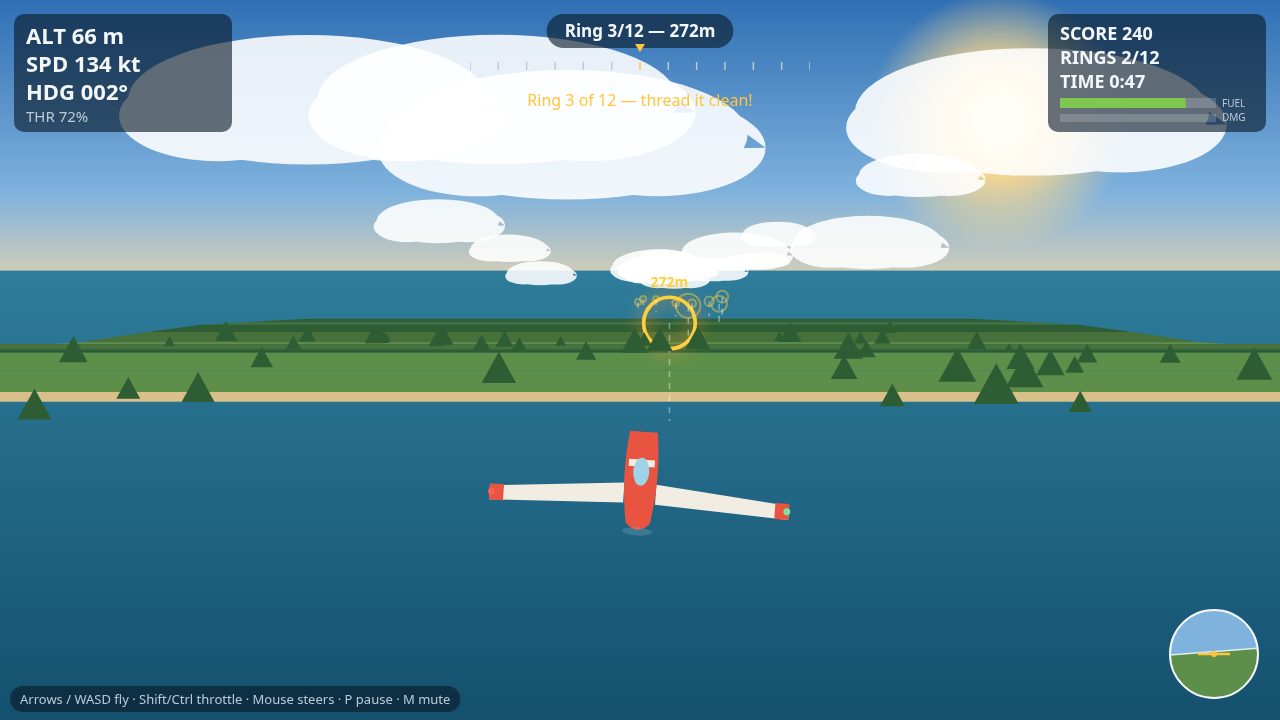 ALT 66 m
SPD 134 kt
HDG 002°
THR 72%
Ring 3/12 — 272m
Ring 3 of 12 — thread it clean!
SCORE 240
RINGS 2/12
TIME 0:47
FUEL
DMG
272m
Arrows / WASD fly · Shift/Ctrl throttle · Mouse steers · P pause · M mute